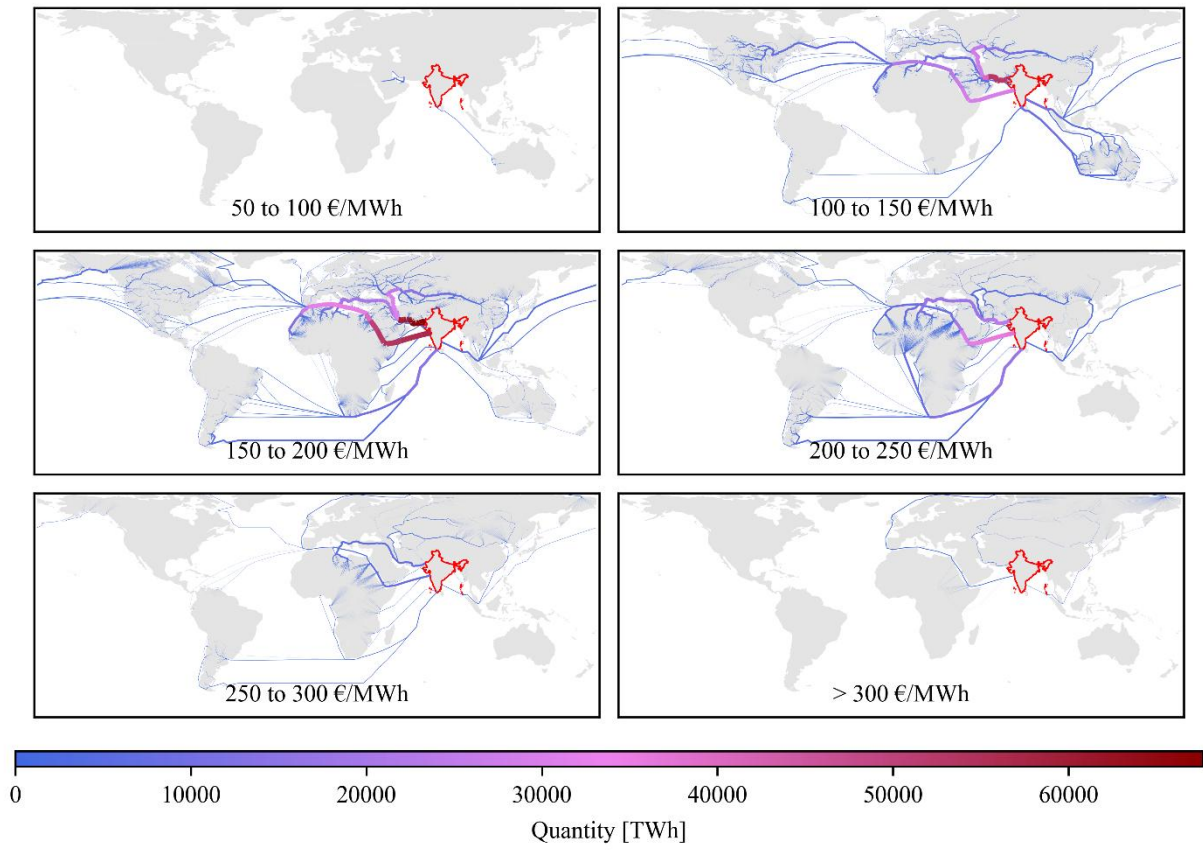 50 to 100 €/MWh
100 to 150 €/MWh
150 to 200 €/MWh
200 to 250 €/MWh
250 to 300 €/MWh
> 300 €/MWh
0 10000 20000 30000 40000 50000 60000
Quantity [TWh]